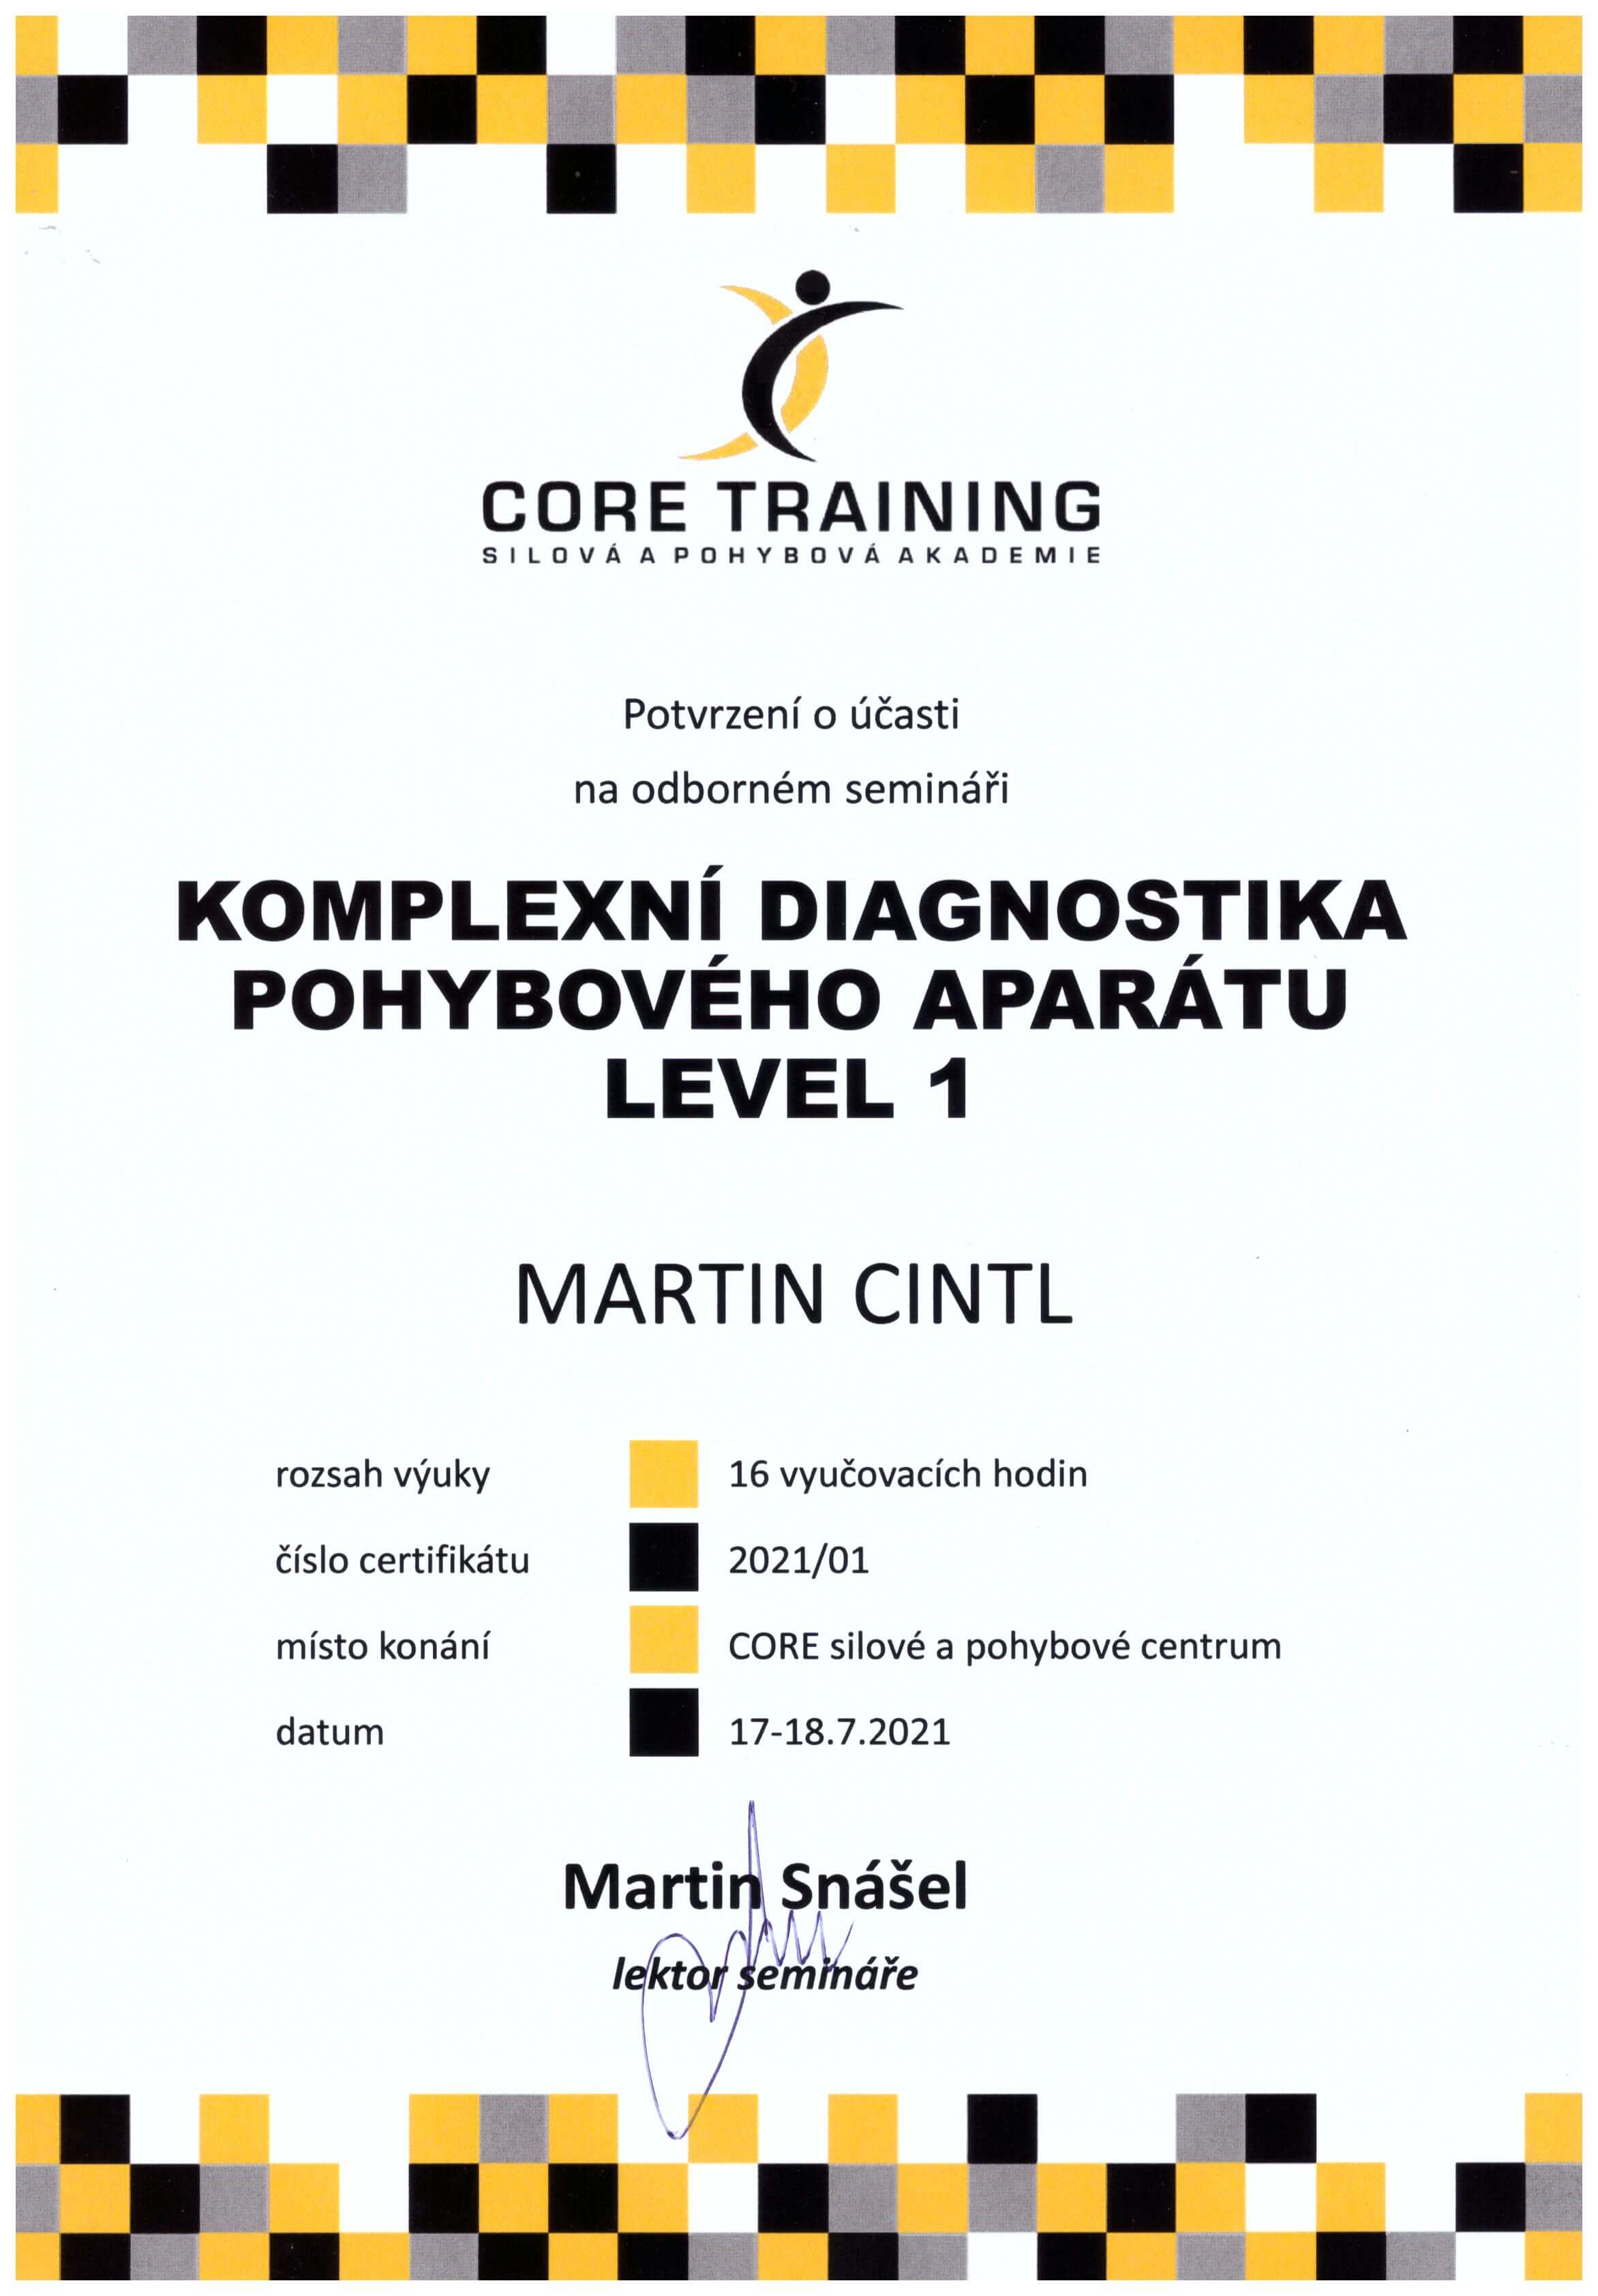 CORE TRAINING
SILOVÁ A POHYBOVÁ AKADEMIE
Potvrzení o účasti
na odborném semináři
KOMPLEXNÍ DIAGNOSTIKA
POHYBOVÉHO APARÁTU
LEVEL 1
MARTIN CINTL
rozsah výuky 16 vyučovacích hodin
číslo certifikátu 2021/01
místo konání CORE silové a pohybové centrum
datum 17-18.7.2021
Martin Snášel
lektor semináře